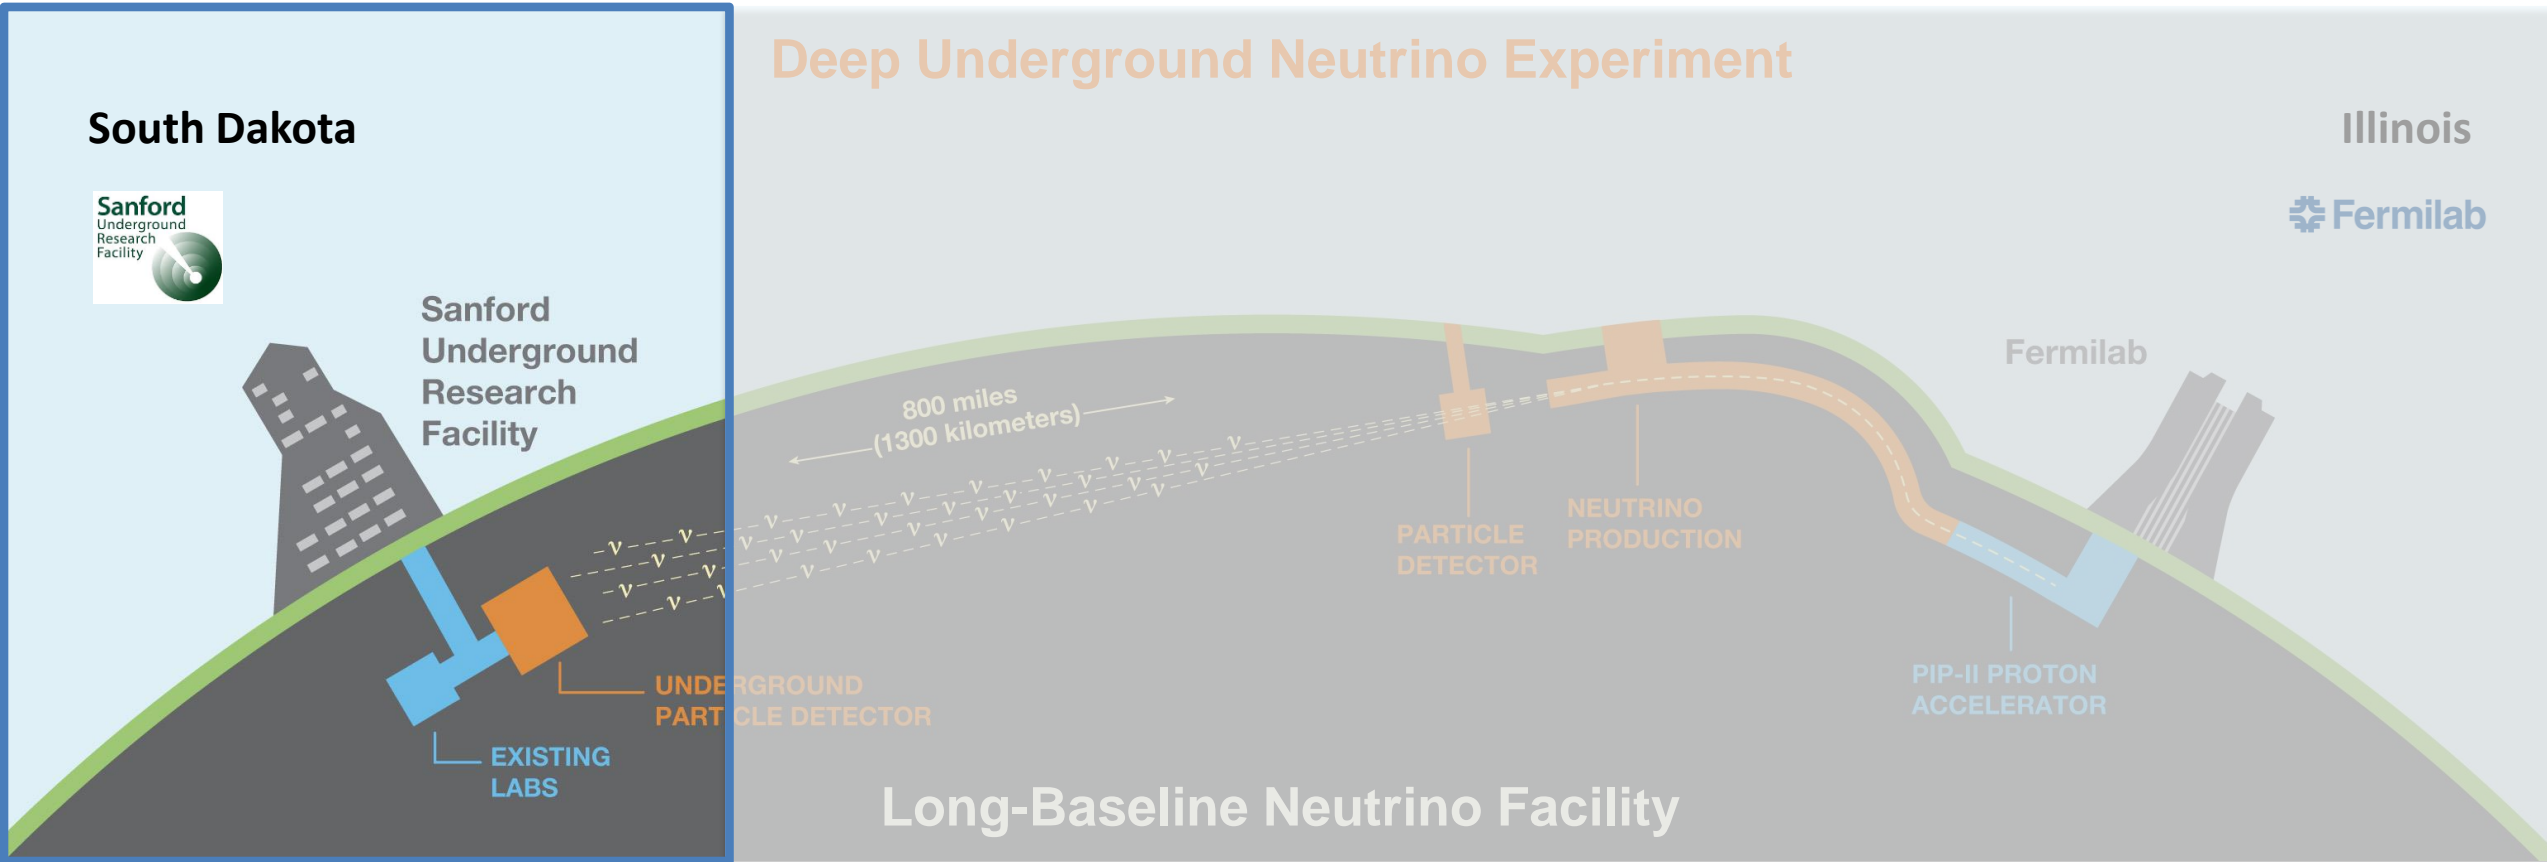 Deep Underground Neutrino Experiment
South Dakota
Illinois
Sanford
Underground
Research
Facility
Fermilab
Sanford
Underground
Research
Facility
Fermilab
800 miles
(1300 kilometers)
ν ν ν ν ν ν ν ν ν
ν ν ν ν ν ν ν ν
ν ν ν ν ν ν ν ν
ν ν ν ν ν ν ν
PARTICLE
DETECTOR
NEUTRINO
PRODUCTION
UNDERGROUND
PARTICLE DETECTOR
PIP-II PROTON
ACCELERATOR
EXISTING
LABS
Long-Baseline Neutrino Facility